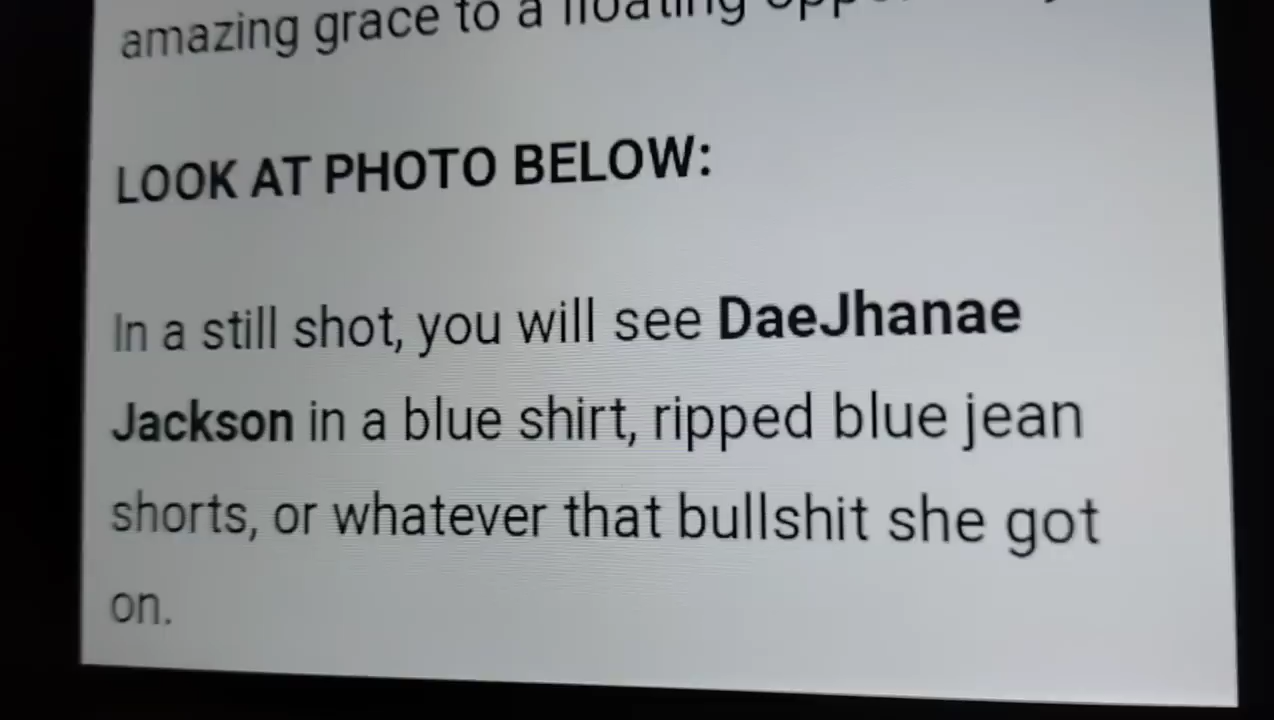 amazing grace to a floating
LOOK AT PHOTO BELOW:
In a still shot, you will see DaeJhanae
Jackson in a blue shirt, ripped blue jean
shorts, or whatever that bullshit she got
on.